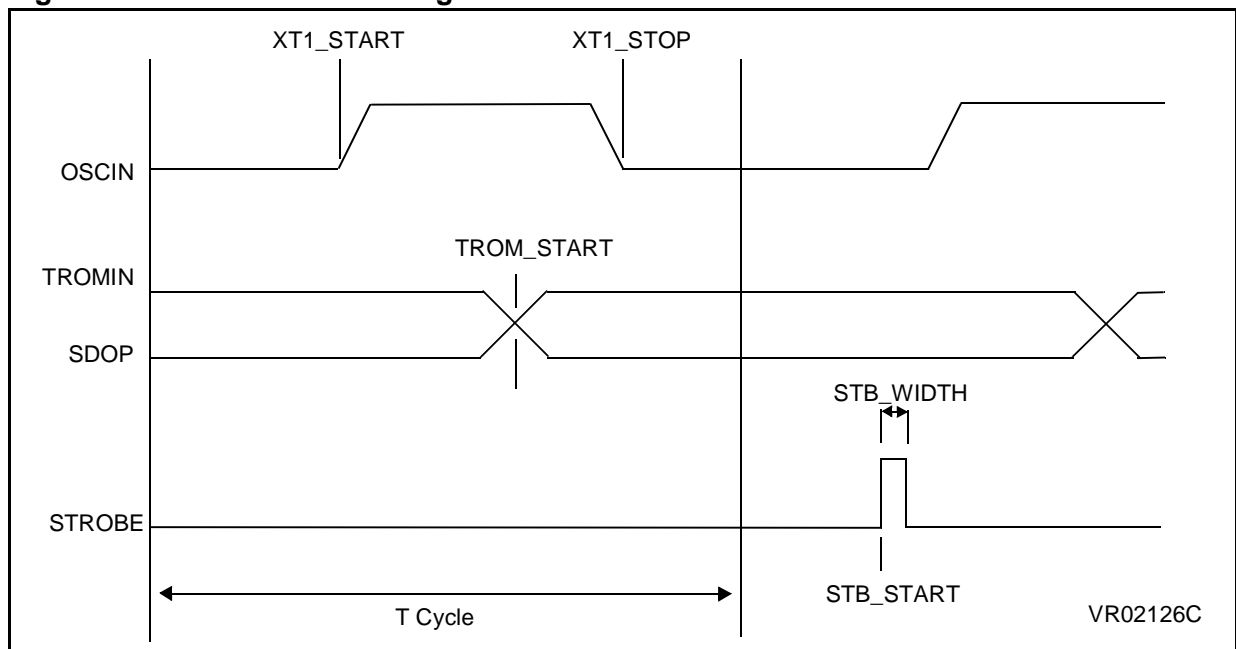 XT1_START
XT1_STOP
OSCIN
TROM_START
TROMIN
SDOP
STB_WIDTH
STROBE
STB_START
T Cycle
VR02126C